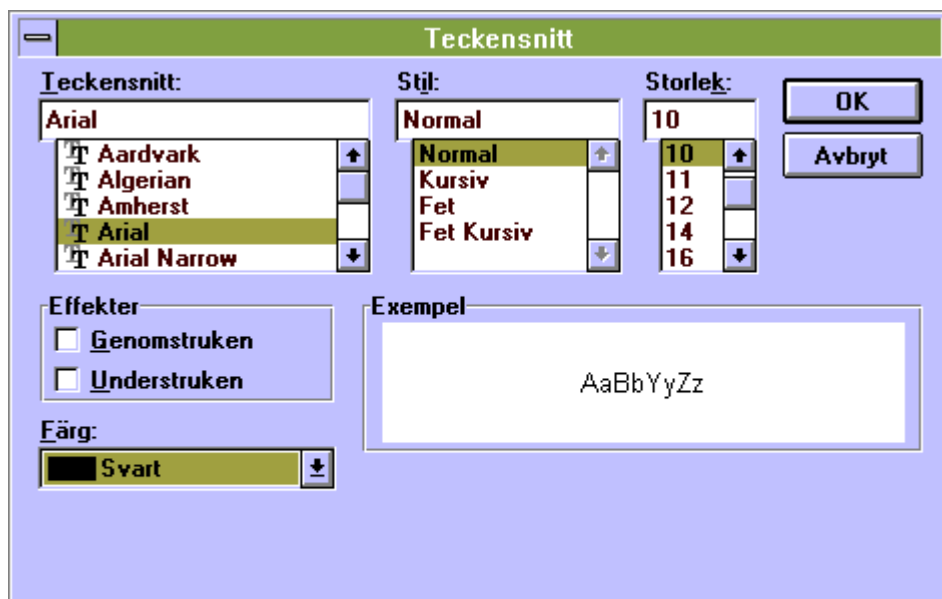 Teckensnitt
Teckensnitt:
Arial
Aardvark
Algerian
Amherst
Arial
Arial Narrow
Stil:
Normal
Normal
Kursiv
Fet
Fet Kursiv
Storlek:
10
10
11
12
14
16
OK
Avbryt
Effekter
Genomstruken
Understruken
Färg:
Svart
Exempel
AaBbYyZz